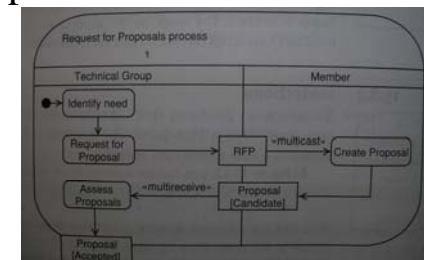 Request for Proposals process
Technical Group
Member
Identify need
Request for
Proposal
RFP
«multicast»
Create Proposal
Assess
Proposals
«multireceive»
Proposal
[Candidate]
Proposal
[Accepted]